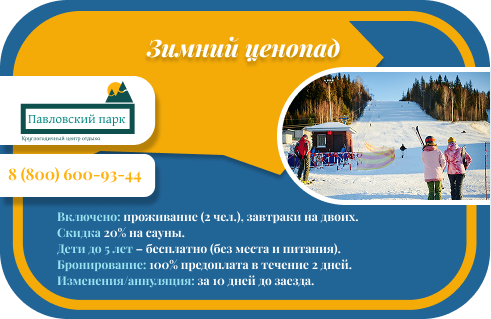 Зимний ценопад
Павловский парк
Круглогодичный центр отдыха
8 (800) 600-93-44
Включено: проживание (2 чел.), завтраки на двоих.
Скидка 20% на сауны.
Дети до 5 лет – бесплатно (без места и питания).
Бронирование: 100% предоплата в течение 2 дней.
Изменения/аннуляция: за 10 дней до заезда.